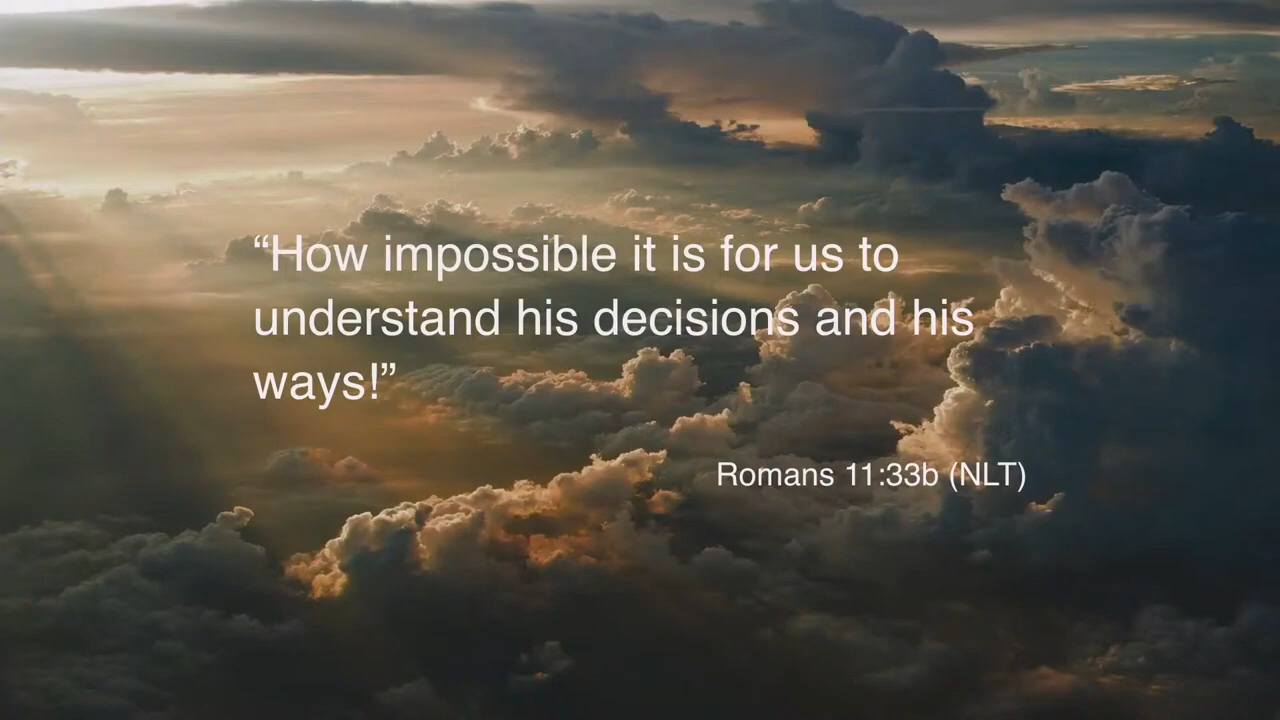 “How impossible it is for us to
understand his decisions and his
ways!”
Romans 11:33b (NLT)